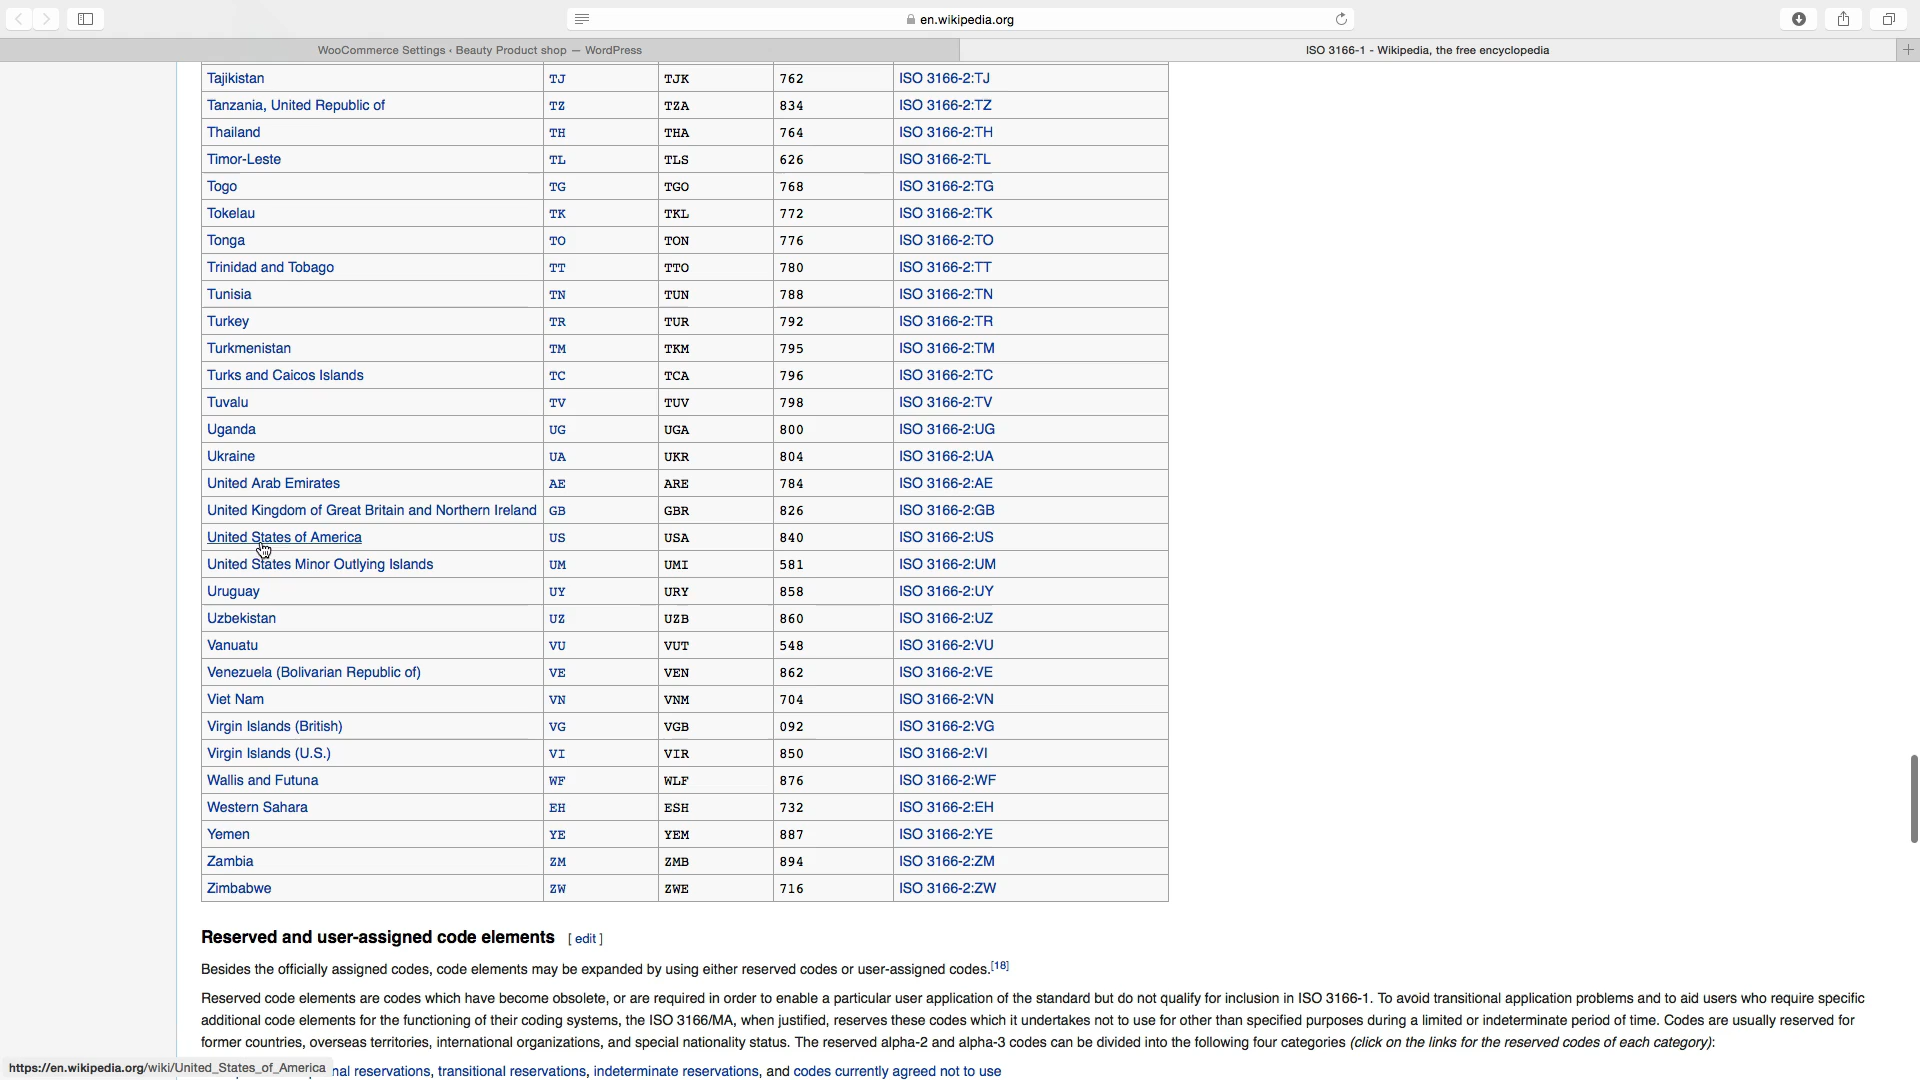 en.wikipedia.org
WooCommerce Settings ‹ Beauty Product shop — WordPress
ISO 3166-1 - Wikipedia, the free encyclopedia
Tajikistan TJ TJK 762 ISO 3166-2:TJ
Tanzania, United Republic of TZ TZA 834 ISO 3166-2:TZ
Thailand TH THA 764 ISO 3166-2:TH
Timor-Leste TL TLS 626 ISO 3166-2:TL
Togo TG TGO 768 ISO 3166-2:TG
Tokelau TK TKL 772 ISO 3166-2:TK
Tonga TO TON 776 ISO 3166-2:TO
Trinidad and Tobago TT TTO 780 ISO 3166-2:TT
Tunisia TN TUN 788 ISO 3166-2:TN
Turkey TR TUR 792 ISO 3166-2:TR
Turkmenistan TM TKM 795 ISO 3166-2:TM
Turks and Caicos Islands TC TCA 796 ISO 3166-2:TC
Tuvalu TV TUV 798 ISO 3166-2:TV
Uganda UG UGA 800 ISO 3166-2:UG
Ukraine UA UKR 804 ISO 3166-2:UA
United Arab Emirates AE ARE 784 ISO 3166-2:AE
United Kingdom of Great Britain and Northern Ireland GB GBR 826 ISO 3166-2:GB
United States of America US USA 840 ISO 3166-2:US
United States Minor Outlying Islands UM UMI 581 ISO 3166-2:UM
Uruguay UY URY 858 ISO 3166-2:UY
Uzbekistan UZ UZB 860 ISO 3166-2:UZ
Vanuatu VU VUT 548 ISO 3166-2:VU
Venezuela (Bolivarian Republic of) VE VEN 862 ISO 3166-2:VE
Viet Nam VN VNM 704 ISO 3166-2:VN
Virgin Islands (British) VG VGB 092 ISO 3166-2:VG
Virgin Islands (U.S.) VI VIR 850 ISO 3166-2:VI
Wallis and Futuna WF WLF 876 ISO 3166-2:WF
Western Sahara EH ESH 732 ISO 3166-2:EH
Yemen YE YEM 887 ISO 3166-2:YE
Zambia ZM ZMB 894 ISO 3166-2:ZM
Zimbabwe ZW ZWE 716 ISO 3166-2:ZW
Reserved and user-assigned code elements [ edit ]
Besides the officially assigned codes, code elements may be expanded by using either reserved codes or user-assigned codes.[18]
Reserved code elements are codes which have become obsolete, or are required in order to enable a particular user application of the standard but do not qualify for inclusion in ISO 3166-1. To avoid transitional application problems and to aid users who require specific
additional code elements for the functioning of their coding systems, the ISO 3166/MA, when justified, reserves these codes which it undertakes not to use for other than specified purposes during a limited or indeterminate period of time. Codes are usually reserved for
former countries, overseas territories, international organizations, and special nationality status. The reserved alpha-2 and alpha-3 codes can be divided into the following four categories (click on the links for the reserved codes of each category):
https://en.wikipedia.org/wiki/United_States_of_America
reservations, transitional reservations, indeterminate reservations, and codes currently agreed not to use